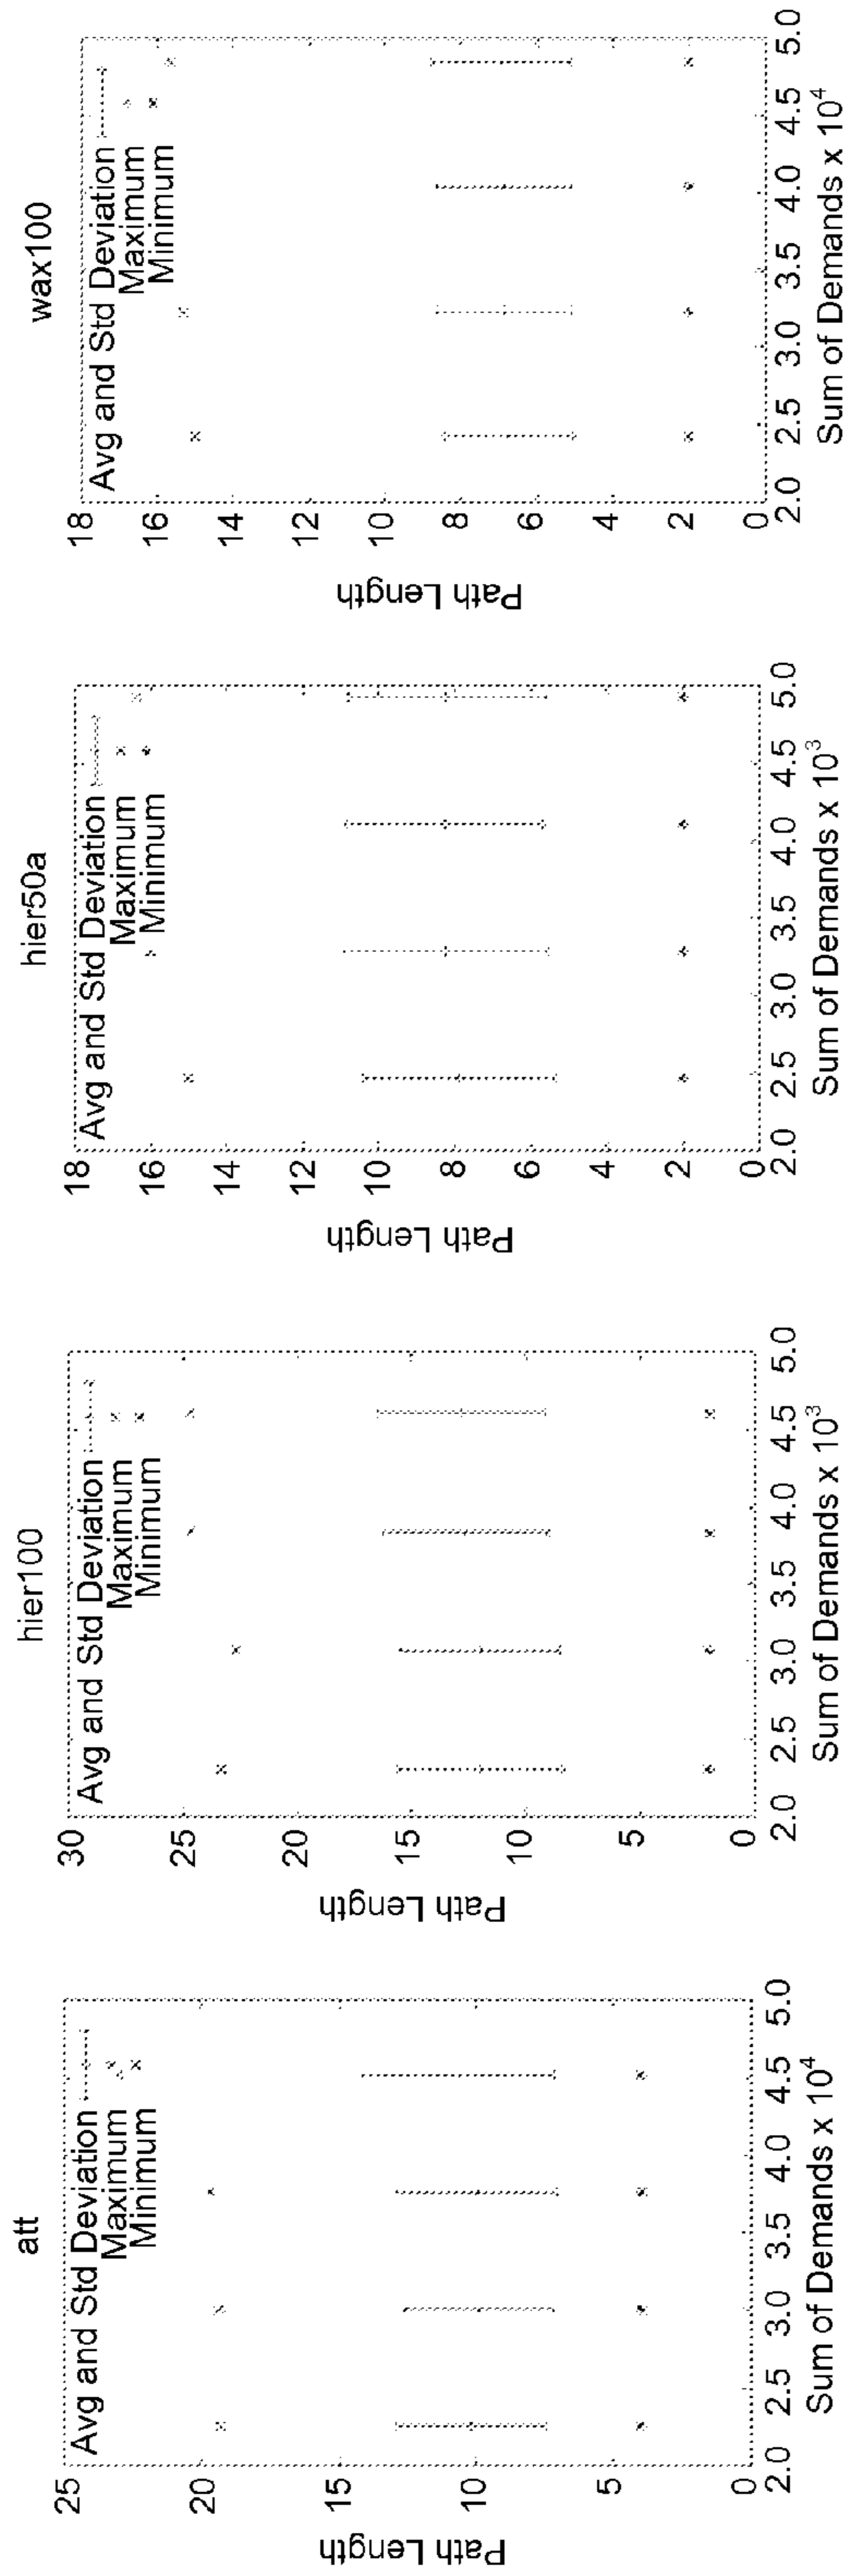 att
Avg and Std Deviation
Maximum
Minimum
25
20
15
10
5
0
Path Length
2.0 2.5 3.0 3.5 4.0 4.5 5.0
Sum of Demands x 10⁴
hier100
Avg and Std Deviation
Maximum
Minimum
30
25
20
15
10
5
0
Path Length
2.0 2.5 3.0 3.5 4.0 4.5 5.0
Sum of Demands x 10³
hier50a
Avg and Std Deviation
Maximum
Minimum
18
16
14
12
10
8
6
4
2
0
Path Length
2.0 2.5 3.0 3.5 4.0 4.5 5.0
Sum of Demands x 10³
wax100
Avg and Std Deviation
Maximum
Minimum
18
16
14
12
10
8
6
4
2
0
Path Length
2.0 2.5 3.0 3.5 4.0 4.5 5.0
Sum of Demands x 10⁴